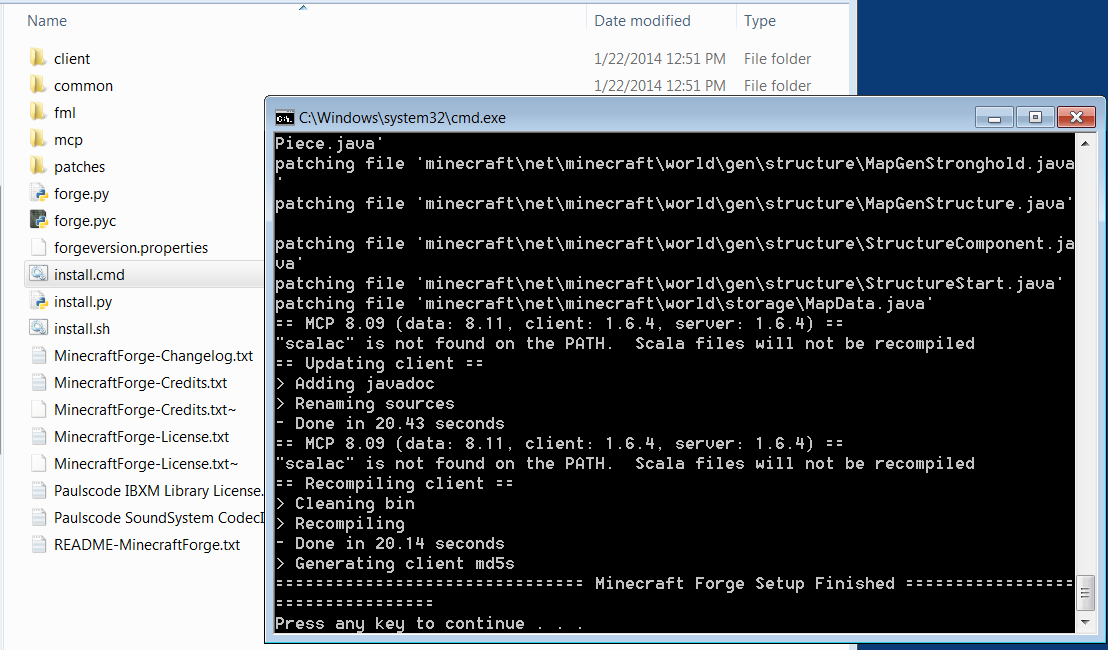 Name Date modified Type
client 1/22/2014 12:51 PM File folder
common 1/22/2014 12:51 PM File folder
fml
mcp
patches
forge.py
forge.pyc
forgeversion.properties
install.cmd
install.py
install.sh
MinecraftForge-Changelog.txt
MinecraftForge-Credits.txt
MinecraftForge-Credits.txt~
MinecraftForge-License.txt
MinecraftForge-License.txt~
Paulscode IBXM Library License.
Paulscode SoundSystem CodecI
README-MinecraftForge.txt
C:\Windows\system32\cmd.exe
Piece.java'
patching file 'minecraft\net\minecraft\world\gen\structure\MapGenStronghold.java
'
patching file 'minecraft\net\minecraft\world\gen\structure\MapGenStructure.java'
patching file 'minecraft\net\minecraft\world\gen\structure\StructureComponent.ja
va'
patching file 'minecraft\net\minecraft\world\gen\structure\StructureStart.java'
patching file 'minecraft\net\minecraft\world\storage\MapData.java'
== MCP 8.09 (data: 8.11, client: 1.6.4, server: 1.6.4) ==
"scalac" is not found on the PATH.  Scala files will not be recompiled
== Updating client ==
> Adding javadoc
> Renaming sources
- Done in 20.43 seconds
== MCP 8.09 (data: 8.11, client: 1.6.4, server: 1.6.4) ==
"scalac" is not found on the PATH.  Scala files will not be recompiled
== Recompiling client ==
> Cleaning bin
> Recompiling
- Done in 20.14 seconds
> Generating client md5s
=============================== Minecraft Forge Setup Finished =================
================
Press any key to continue . . .